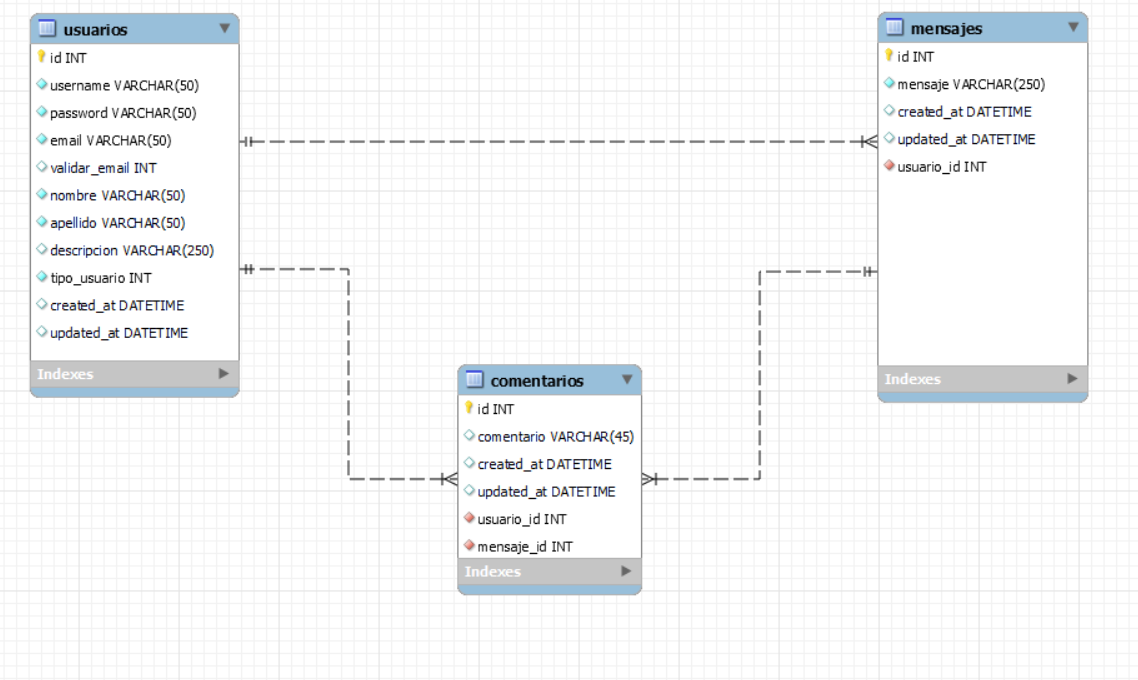 usuarios
id INT
username VARCHAR(50)
password VARCHAR(50)
email VARCHAR(50)
validar_email INT
nombre VARCHAR(50)
apellido VARCHAR(50)
descripcion VARCHAR(250)
tipo_usuario INT
created_at DATETIME
updated_at DATETIME
Indexes
mensajes
id INT
mensaje VARCHAR(250)
created_at DATETIME
updated_at DATETIME
usuario_id INT
Indexes
comentarios
id INT
comentario VARCHAR(45)
created_at DATETIME
updated_at DATETIME
usuario_id INT
mensaje_id INT
Indexes